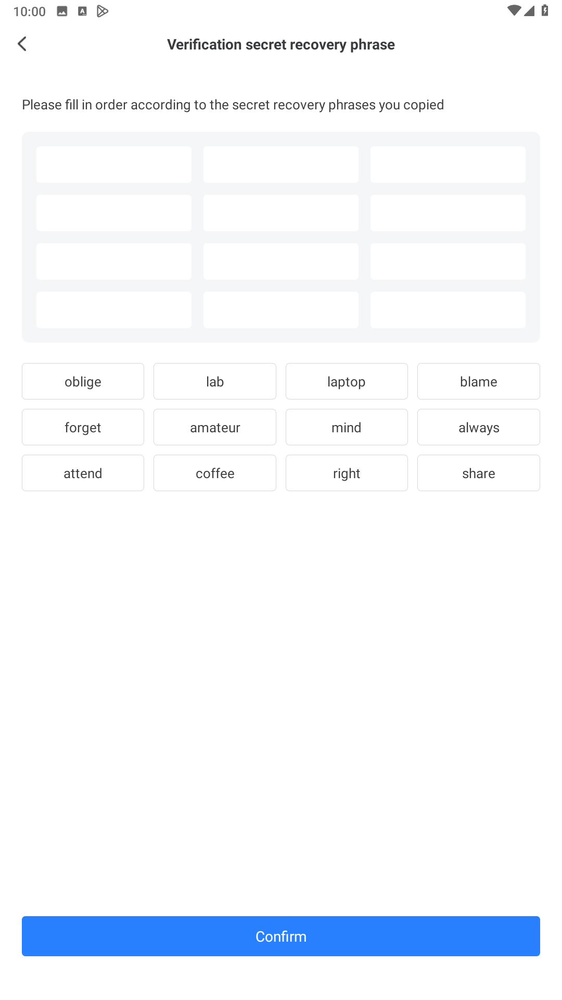 10:00
Verification secret recovery phrase
Please fill in order according to the secret recovery phrases you copied
oblige lab laptop blame
forget amateur mind always
attend coffee right share
Confirm